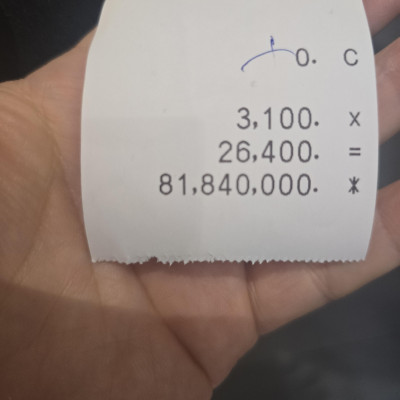 0. C
3,100. x
26,400. =
81,840,000. *